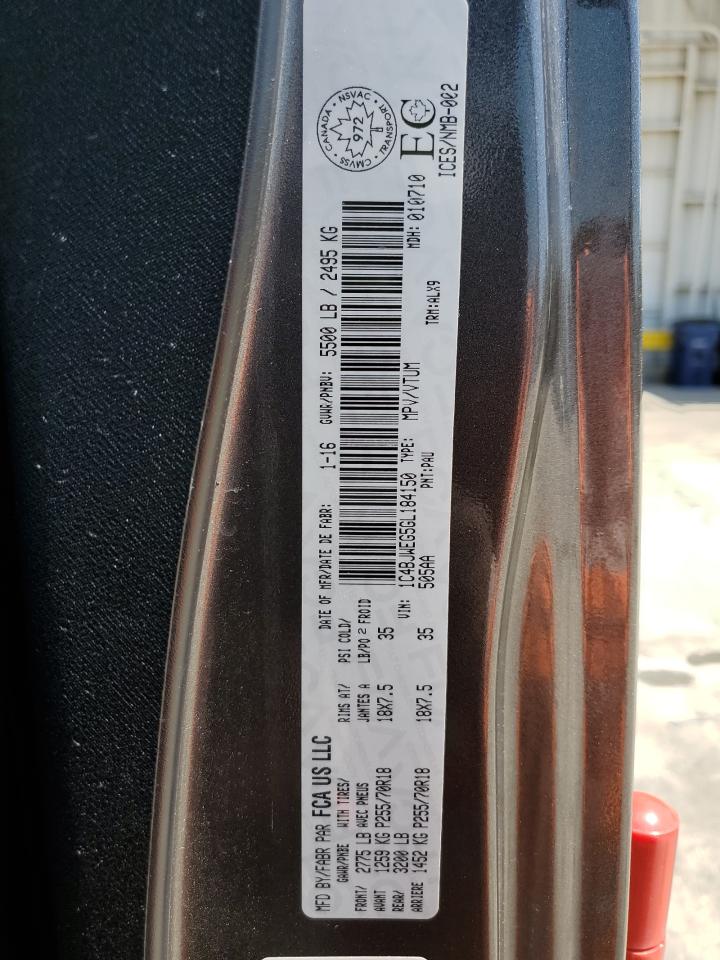 MFD BY/FABR PAR FCA US LLC
DATE OF MFR/DATE DE FABR: 1-16 GVWR/PNBV: 5500 LB / 2495 KG
GAWR/PNBE WITH TIRES/ RIMS AT/ PSI COLD/
FRONT/ 2775 LB AVEC PNEUS JANTES A LB/PO 2 FROID
AVANT 1259 KG P255/70R18 18X7.5 35
REAR/ 3200 LB
ARRIERE 1452 KG P255/70R18 18X7.5 35
VIN: 1C4BJWEG5GL184150 TYPE: MPV/VTUM MDH: 010710
505AA PNT:PAU TRM:ALX9
CANADA NSVAC TRANSPORT CMVSS
972
EC
ICES/NMB-002